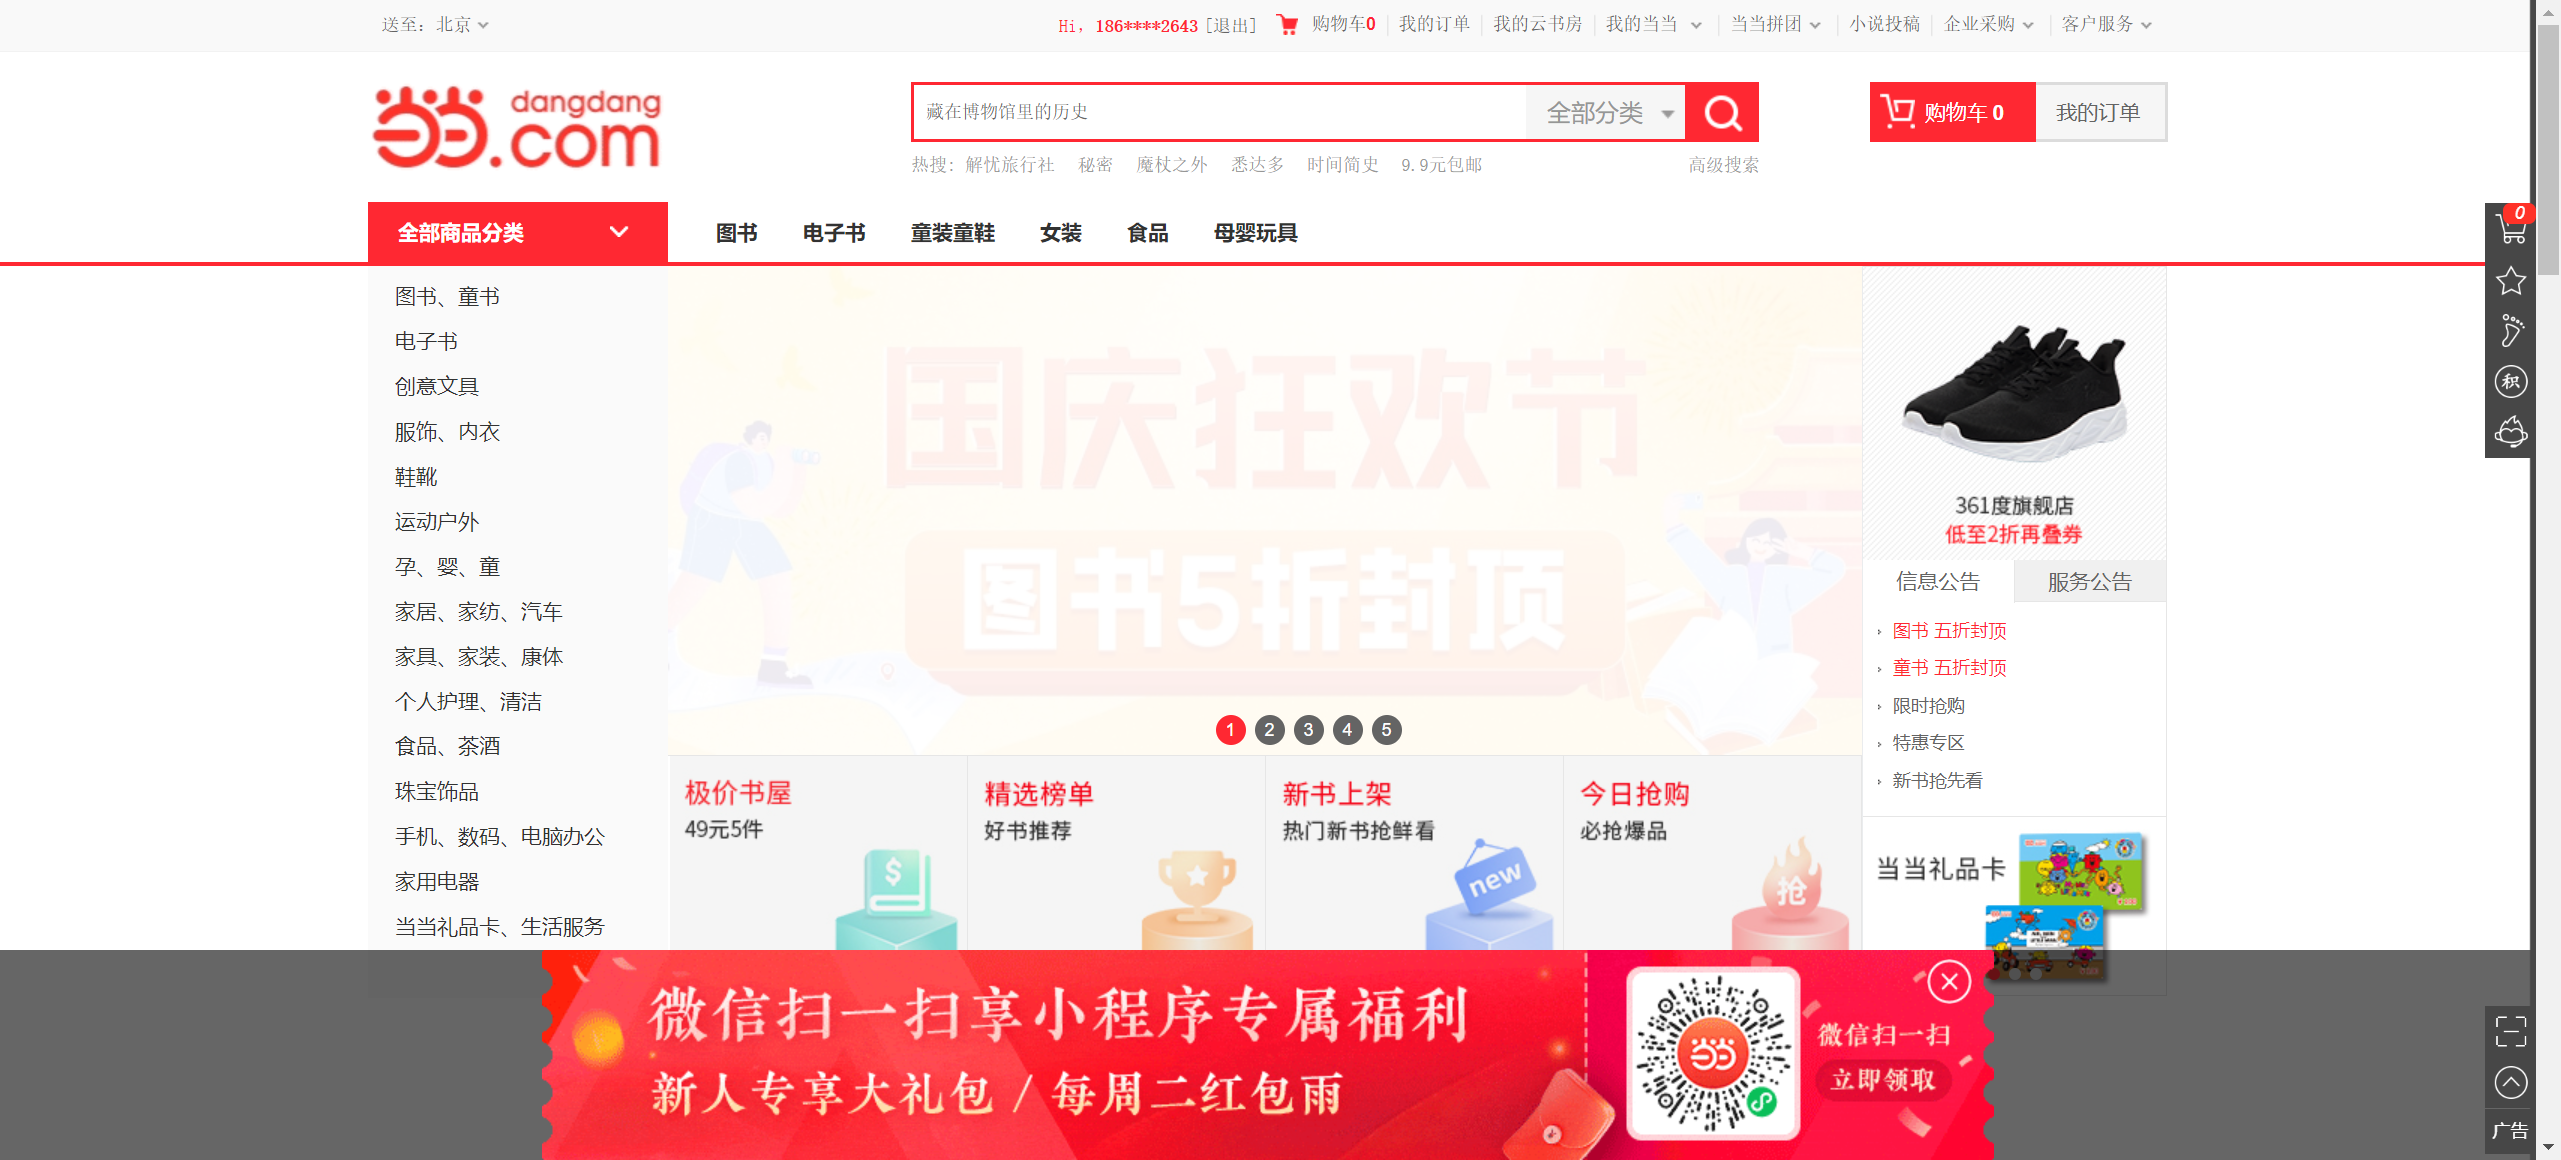 送至：北京
Hi，186****2643 [退出] 购物车0 我的订单 我的云书房 我的当当 当当拼团 小说投稿 企业采购 客户服务
当当.com dangdang
藏在博物馆里的历史 全部分类
购物车 0 我的订单
热搜：解忧旅行社 秘密 魔杖之外 悉达多 时间简史 9.9元包邮 高级搜索
全部商品分类 图书 电子书 童装童鞋 女装 食品 母婴玩具
0
积
图书、童书
电子书
创意文具
服饰、内衣
鞋靴
运动户外
孕、婴、童
家居、家纺、汽车
家具、家装、康体
个人护理、清洁
食品、茶酒
珠宝饰品
手机、数码、电脑办公
家用电器
当当礼品卡、生活服务
国庆狂欢节
图书5折封顶
1 2 3 4 5
极价书屋
49元5件
精选榜单
好书推荐
新书上架
热门新书抢鲜看
new
今日抢购
必抢爆品
抢
361度旗舰店
低至2折再叠券
信息公告 服务公告
图书 五折封顶
童书 五折封顶
限时抢购
特惠专区
新书抢先看
当当礼品卡
微信扫一扫享小程序专属福利
新人专享大礼包 / 每周二红包雨
微信扫一扫
立即领取
广告